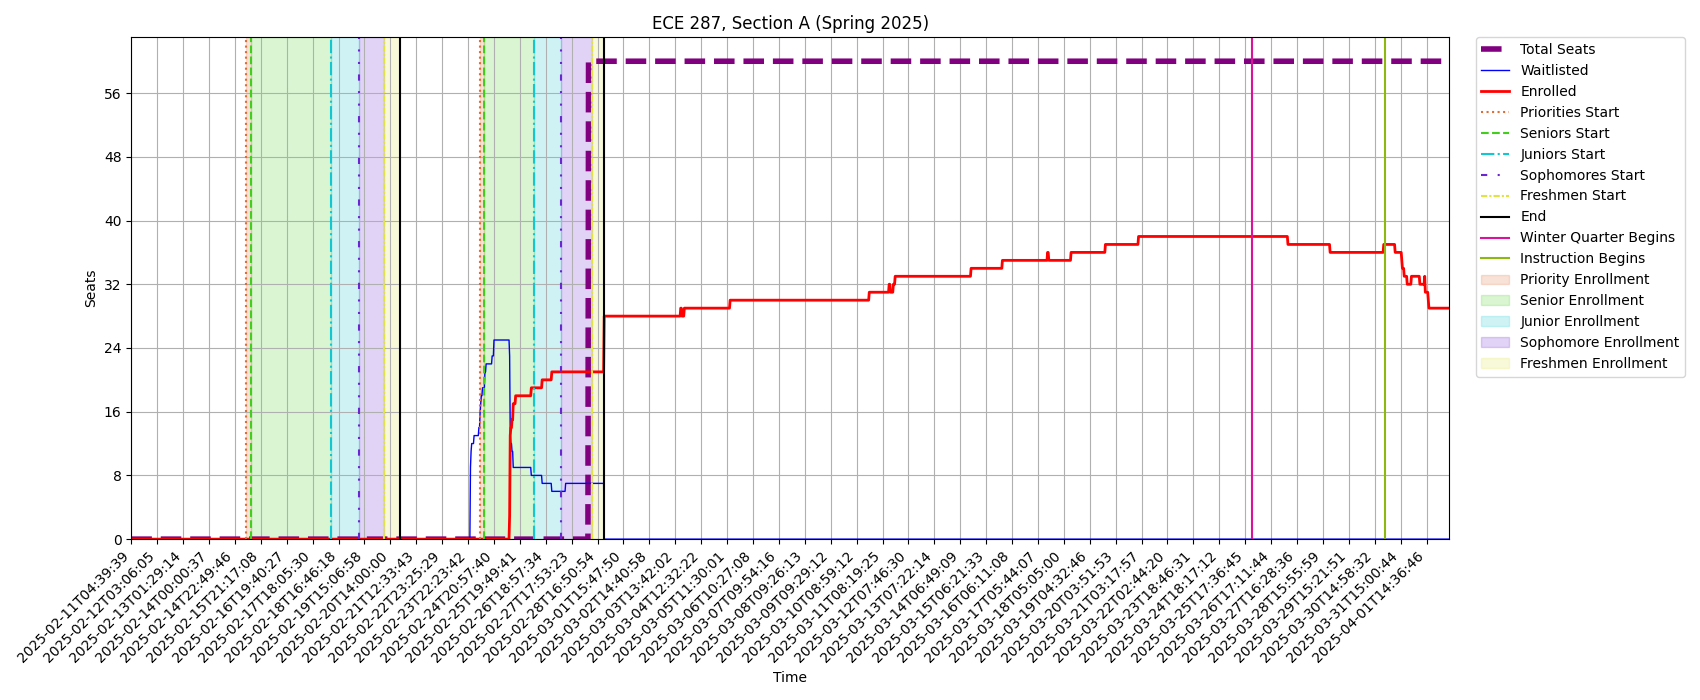 ECE 287, Section A (Spring 2025)
Total Seats
Waitlisted
Enrolled
Priorities Start
Seniors Start
Juniors Start
Sophomores Start
Freshmen Start
End
Winter Quarter Begins
Instruction Begins
Priority Enrollment
Senior Enrollment
Junior Enrollment
Sophomore Enrollment
Freshmen Enrollment
Seats
56
48
40
32
24
16
8
0
2025-02-11T04:39:39
2025-02-12T03:06:05
2025-02-13T01:29:14
2025-02-14T00:00:37
2025-02-14T22:49:46
2025-02-15T21:17:08
2025-02-16T19:40:27
2025-02-17T18:05:30
2025-02-18T16:46:18
2025-02-19T15:06:58
2025-02-20T14:00:00
2025-02-21T12:33:43
2025-02-22T23:25:29
2025-02-23T22:23:42
2025-02-24T20:57:40
2025-02-25T19:49:41
2025-02-26T18:57:34
2025-02-27T17:53:23
2025-02-28T16:50:54
2025-03-01T15:47:50
2025-03-02T14:40:58
2025-03-03T13:42:02
2025-03-04T12:32:22
2025-03-05T11:30:01
2025-03-06T10:27:08
2025-03-07T09:54:16
2025-03-08T09:26:13
2025-03-09T09:29:12
2025-03-10T08:59:12
2025-03-11T08:19:25
2025-03-12T07:46:30
2025-03-13T07:22:14
2025-03-14T06:49:09
2025-03-15T06:21:33
2025-03-16T06:11:08
2025-03-17T05:44:07
2025-03-18T05:05:00
2025-03-19T04:32:46
2025-03-20T03:51:53
2025-03-21T03:17:57
2025-03-22T02:44:20
2025-03-23T18:46:31
2025-03-24T18:17:12
2025-03-25T17:36:45
2025-03-26T17:11:44
2025-03-27T16:28:36
2025-03-28T15:55:59
2025-03-29T15:21:51
2025-03-30T14:58:32
2025-03-31T15:00:44
2025-04-01T14:36:46
Time